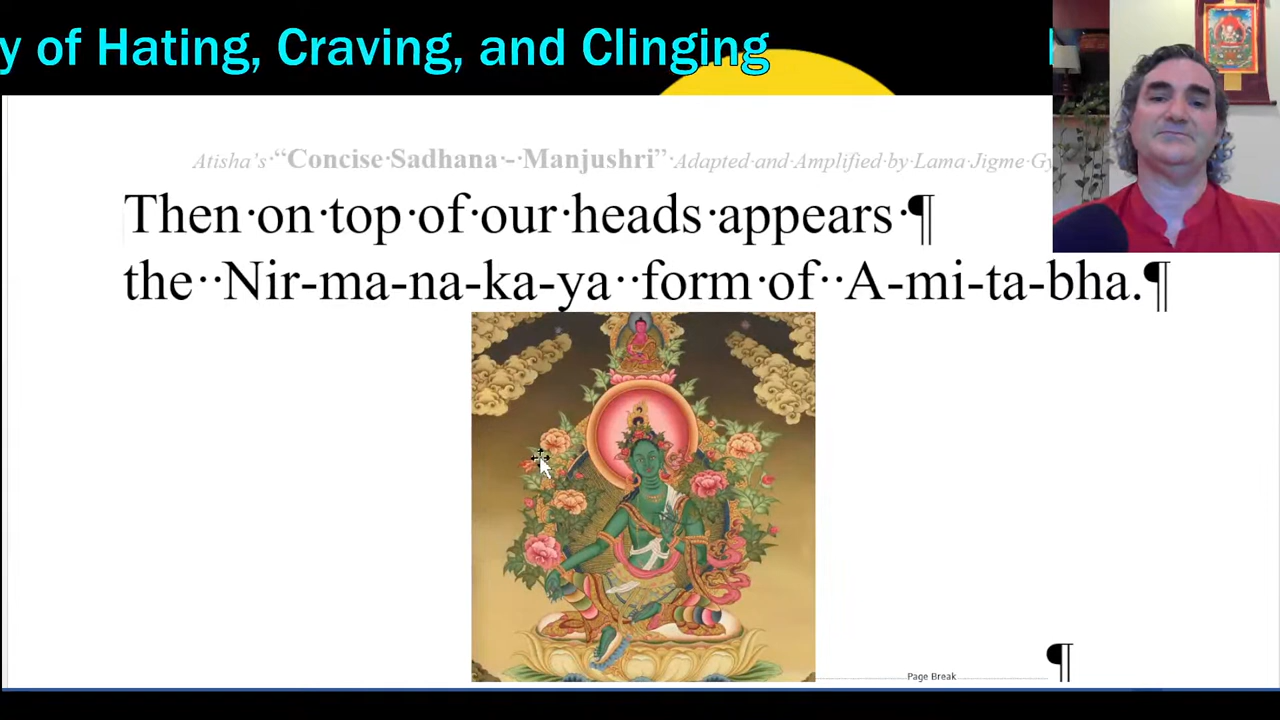 y of Hating, Craving, and Clinging
Atisha's·“Concise·Sadhana·-·Manjushri”·Adapted·and·Amplified·by·Lama·Jigme·Gy
Then·on·top·of·our·heads·appears·¶
the··Nir-ma-na-ka-ya··form·of··A-mi-ta-bha.¶
Page Break
¶